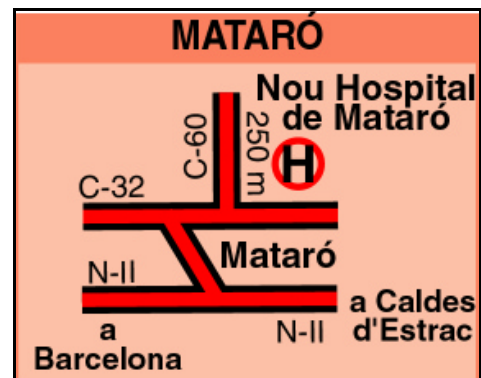 MATARÓ
Nou Hospital
de Mataró
C-60
250 m
H
C-32
Mataró
N-II
a Caldes
d'Estrac
N-II
a
Barcelona